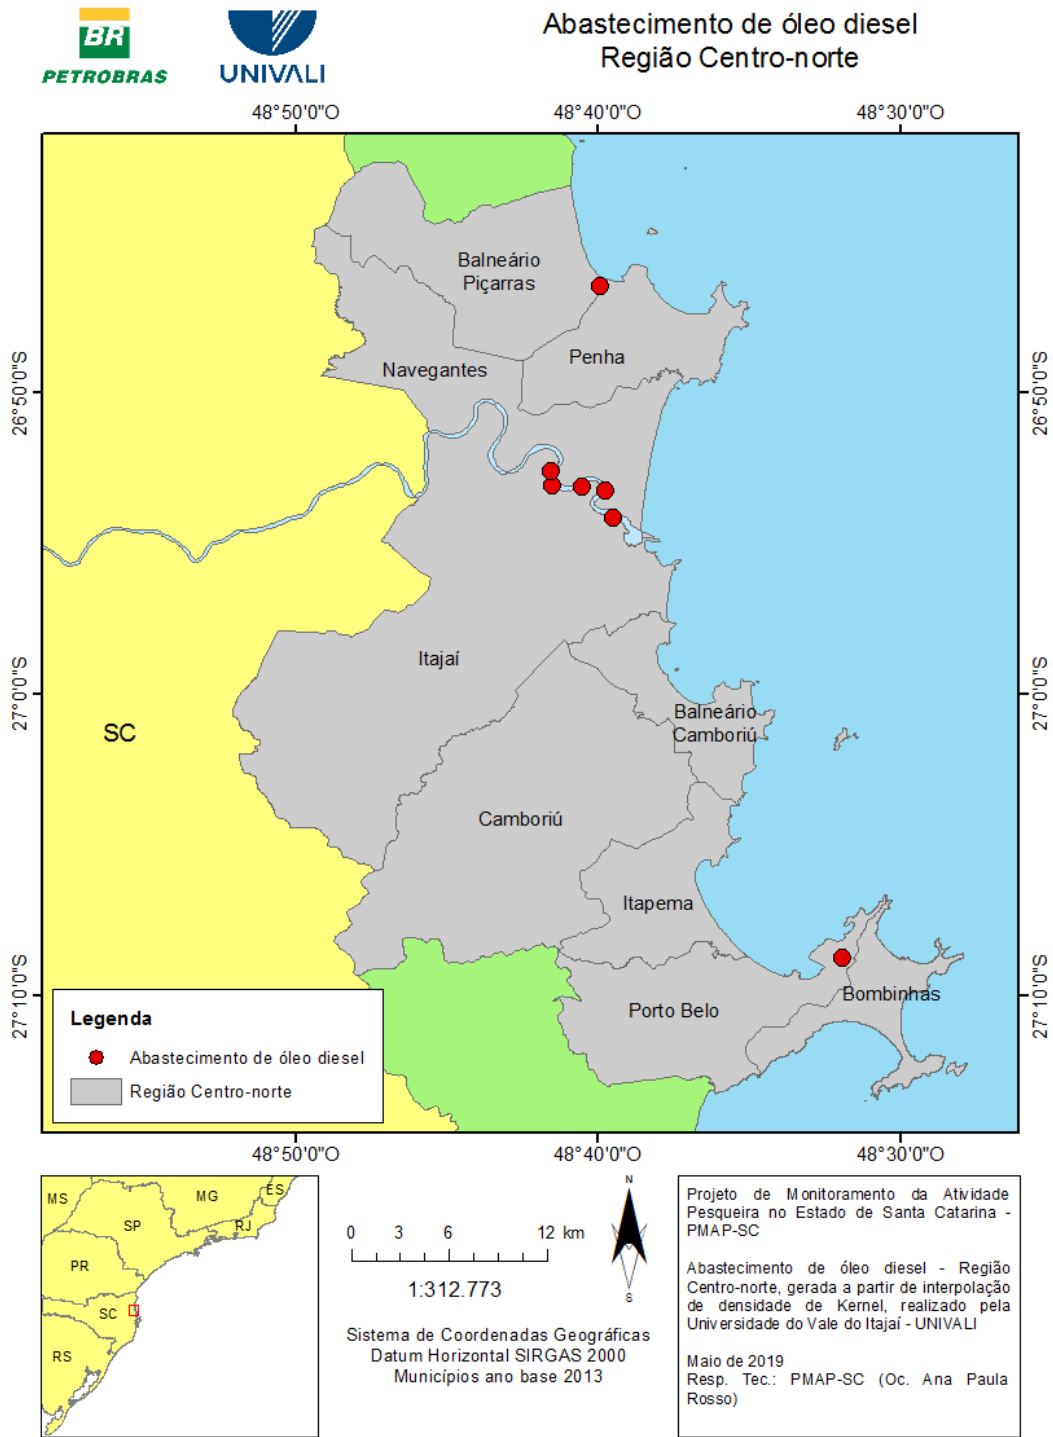 BR
PETROBRAS
UNIVALI
Abastecimento de óleo diesel
Região Centro-norte
48°50'0"O
48°40'0"O
48°30'0"O
26°50'0"S
27°0'0"S
27°10'0"S
26°50'0"S
27°0'0"S
27°10'0"S
Balneário
Piçarras
Penha
Navegantes
Itajaí
SC
Balneário
Camboriú
Camboriú
Itapema
Porto Belo
Bombinhas
Legenda
Abastecimento de óleo diesel
Região Centro-norte
48°50'0"O
48°40'0"O
48°30'0"O
MS
MG
ES
SP
RJ
PR
SC
RS
0 3 6 12 km
1:312.773
N
S
Sistema de Coordenadas Geográficas
Datum Horizontal SIRGAS 2000
Municípios ano base 2013
Projeto de Monitoramento da Atividade
Pesqueira no Estado de Santa Catarina -
PMAP-SC
Abastecimento de óleo diesel - Região
Centro-norte, gerada a partir de interpolação
de densidade de Kernel, realizado pela
Universidade do Vale do Itajaí - UNIVALI
Maio de 2019
Resp. Tec.: PMAP-SC (Oc. Ana Paula
Rosso)